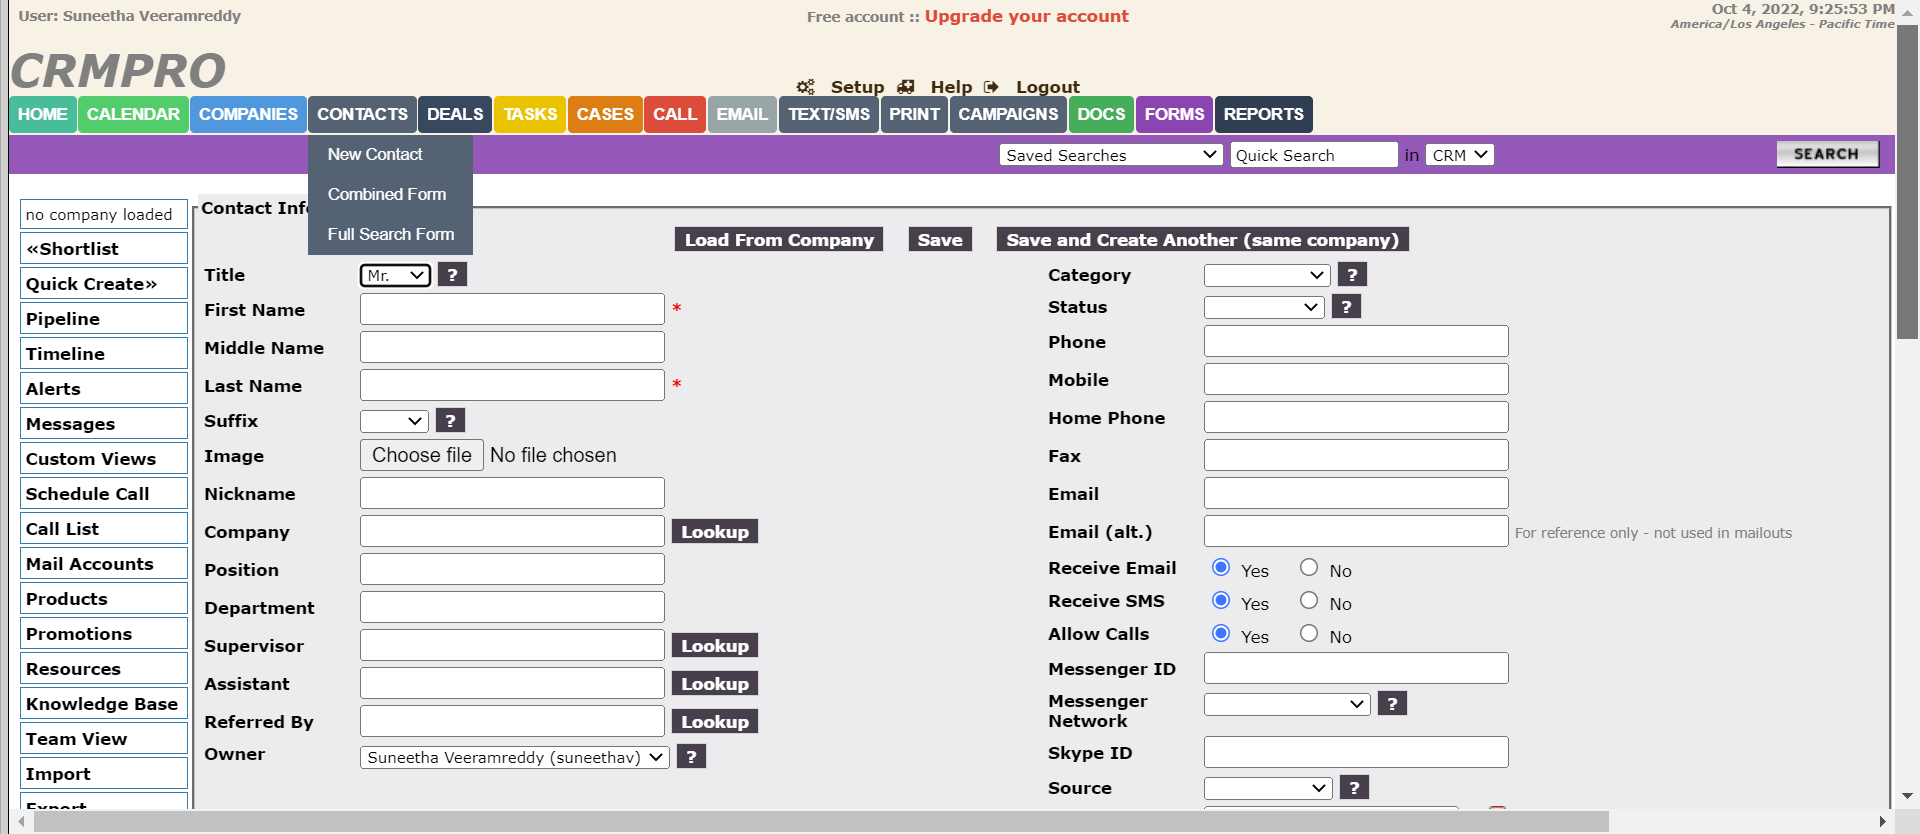 User: Suneetha Veeramreddy
Free account :: Upgrade your account
Oct 4, 2022, 9:25:53 PM
America/Los Angeles - Pacific Time
CRMPRO
Setup Help Logout
HOME CALENDAR COMPANIES CONTACTS DEALS TASKS CASES CALL EMAIL TEXT/SMS PRINT CAMPAIGNS DOCS FORMS REPORTS
New Contact
Combined Form
Full Search Form
Saved Searches Quick Search in CRM SEARCH
no company loaded
«Shortlist
Quick Create»
Pipeline
Timeline
Alerts
Messages
Custom Views
Schedule Call
Call List
Mail Accounts
Products
Promotions
Resources
Knowledge Base
Team View
Import
Export
Contact Info
Load From Company Save Save and Create Another (same company)
Title Mr. ?
First Name *
Middle Name
Last Name *
Suffix ?
Image Choose file No file chosen
Nickname
Company Lookup
Position
Department
Supervisor Lookup
Assistant Lookup
Referred By Lookup
Owner Suneetha Veeramreddy (suneethav) ?
Category ?
Status ?
Phone
Mobile
Home Phone
Fax
Email
Email (alt.) For reference only - not used in mailouts
Receive Email Yes No
Receive SMS Yes No
Allow Calls Yes No
Messenger ID
Messenger Network ?
Skype ID
Source ?